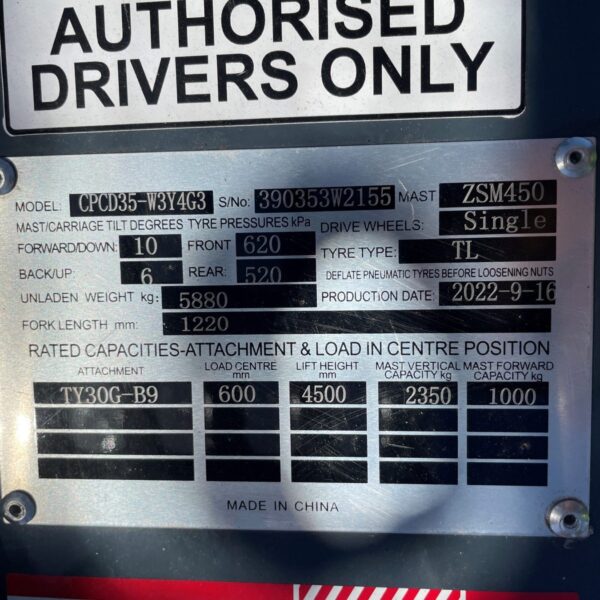 AUTHORISED
DRIVERS ONLY
MODEL: CPCD35-W3Y4G3 S/No: 390353W2155 MAST ZSM450
MAST/CARRIAGE TILT DEGREES TYRE PRESSURES kPa DRIVE WHEELS: Single
FORWARD/DOWN: 10 FRONT 620 TYRE TYPE: TL
BACK/UP: 6 REAR: 520 DEFLATE PNEUMATIC TYRES BEFORE LOOSENING NUTS
UNLADEN WEIGHT kg: 5880 PRODUCTION DATE: 2022-9-16
FORK LENGTH mm: 1220
RATED CAPACITIES-ATTACHMENT & LOAD IN CENTRE POSITION
ATTACHMENT LOAD CENTRE mm LIFT HEIGHT mm MAST VERTICAL CAPACITY kg MAST FORWARD CAPACITY kg
TY30G-B9 600 4500 2350 1000
MADE IN CHINA